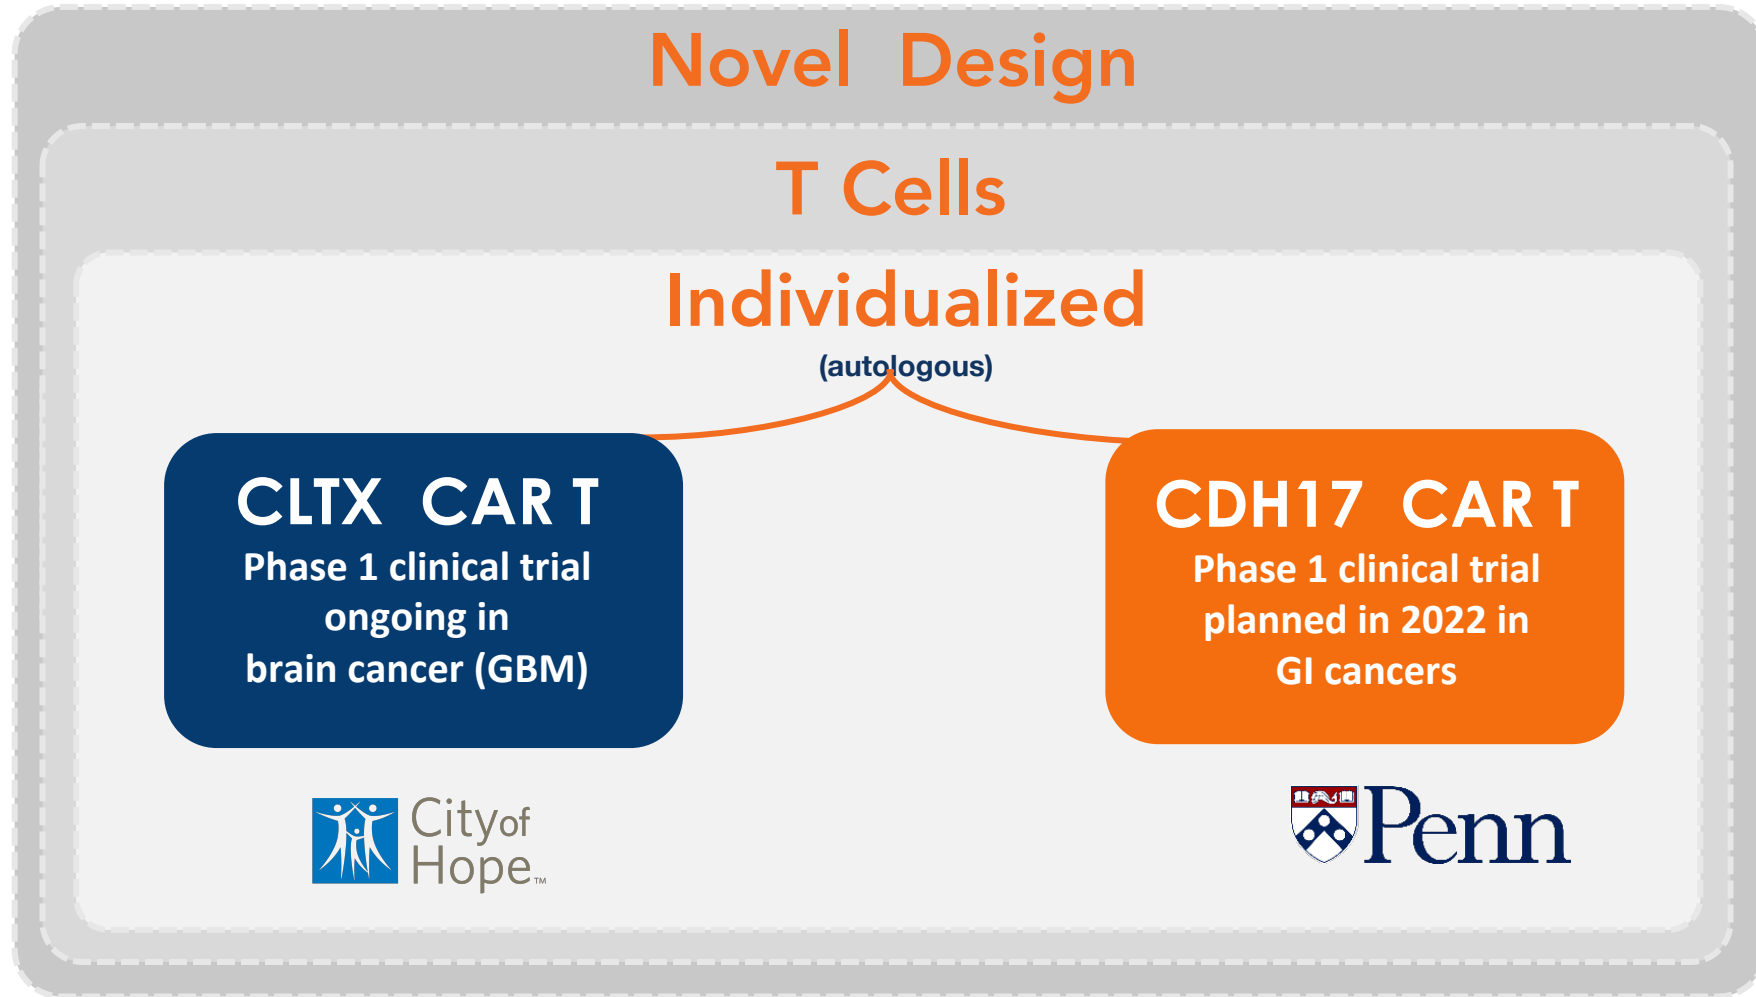 Novel Design
T Cells
Individualized
(autologous)
CLTX CAR T
Phase 1 clinical trial
ongoing in
brain cancer (GBM)
CDH17 CAR T
Phase 1 clinical trial
planned in 2022 in
GI cancers
City of
Hope™
Penn